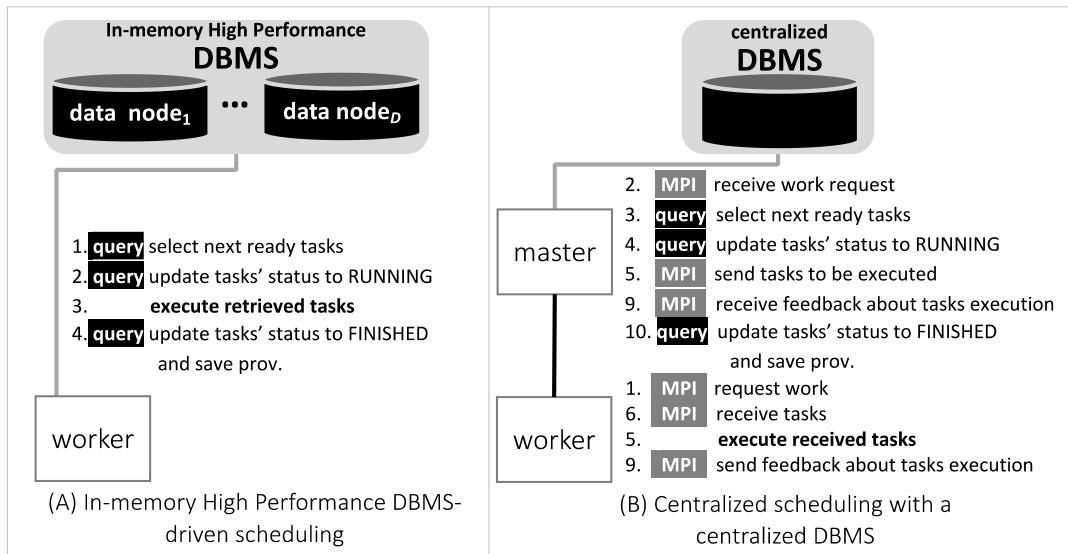 In-memory High Performance
DBMS
data node1
...
data nodeD
1. query select next ready tasks
2. query update tasks' status to RUNNING
3. execute retrieved tasks
4. query update tasks' status to FINISHED
and save prov.
worker
(A) In-memory High Performance DBMS-
driven scheduling
centralized
DBMS
2. MPI receive work request
3. query select next ready tasks
4. query update tasks' status to RUNNING
5. MPI send tasks to be executed
9. MPI receive feedback about tasks execution
10. query update tasks' status to FINISHED
and save prov.
master
1. MPI request work
6. MPI receive tasks
5. execute received tasks
9. MPI send feedback about tasks execution
worker
(B) Centralized scheduling with a
centralized DBMS